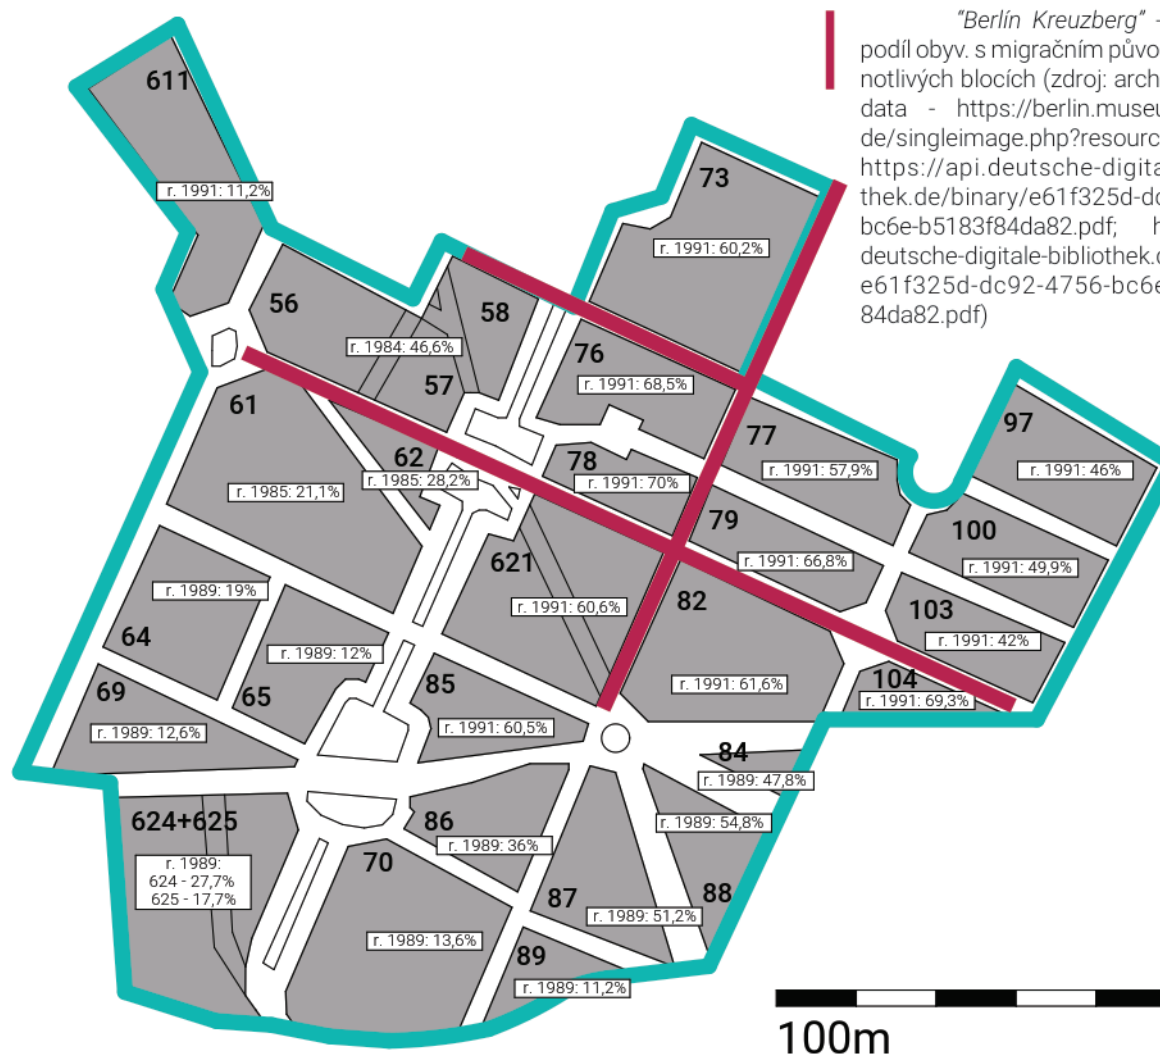 “Berlín Kreuzberg” -
podíl obyv. s migračním půvo
notlivých blocích (zdroj: arch
data - https://berlin.museu
de/singleimage.php?resourc
https://api.deutsche-digita
thek.de/binary/e61f325d-dc
bc6e-b5183f84da82.pdf; h
deutsche-digitale-bibliothek.
e61f325d-dc92-4756-bc6e
84da82.pdf)
611
r. 1991: 11,2%
73
r. 1991: 60,2%
56
58
r. 1984: 46,6%
57
76
r. 1991: 68,5%
61
r. 1985: 21,1%
62
r. 1985: 28,2%
78
r. 1991: 70%
77
r. 1991: 57,9%
97
r. 1991: 46%
79
r. 1991: 66,8%
100
r. 1991: 49,9%
621
r. 1991: 60,6%
82
r. 1991: 61,6%
103
r. 1991: 42%
104
r. 1991: 69,3%
64
r. 1989: 19%
65
r. 1989: 12%
69
r. 1989: 12,6%
85
r. 1991: 60,5%
84
r. 1989: 47,8%
624+625
r. 1989:
624 - 27,7%
625 - 17,7%
86
r. 1989: 36%
r. 1989: 54,8%
88
70
r. 1989: 13,6%
87
r. 1989: 51,2%
89
r. 1989: 11,2%
100m